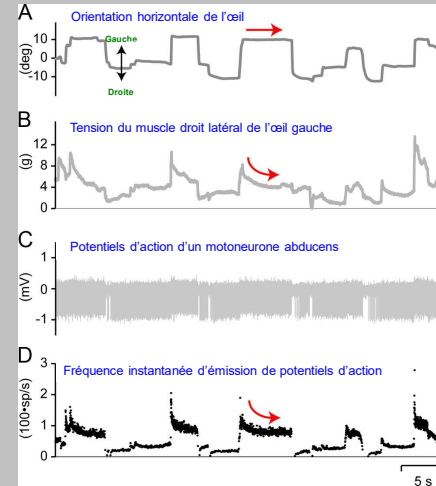 A
Orientation horizontale de l'œil
(deg)
10
0
-10
Gauche
Droite
B
Tension du muscle droit latéral de l'œil gauche
(g)
12
8
4
0
C
Potentiels d'action d'un motoneurone abducens
(mV)
1
0
-1
D
Fréquence instantanée d'émission de potentiels d'action
(100•sp/s)
3
2
1
0
5 s